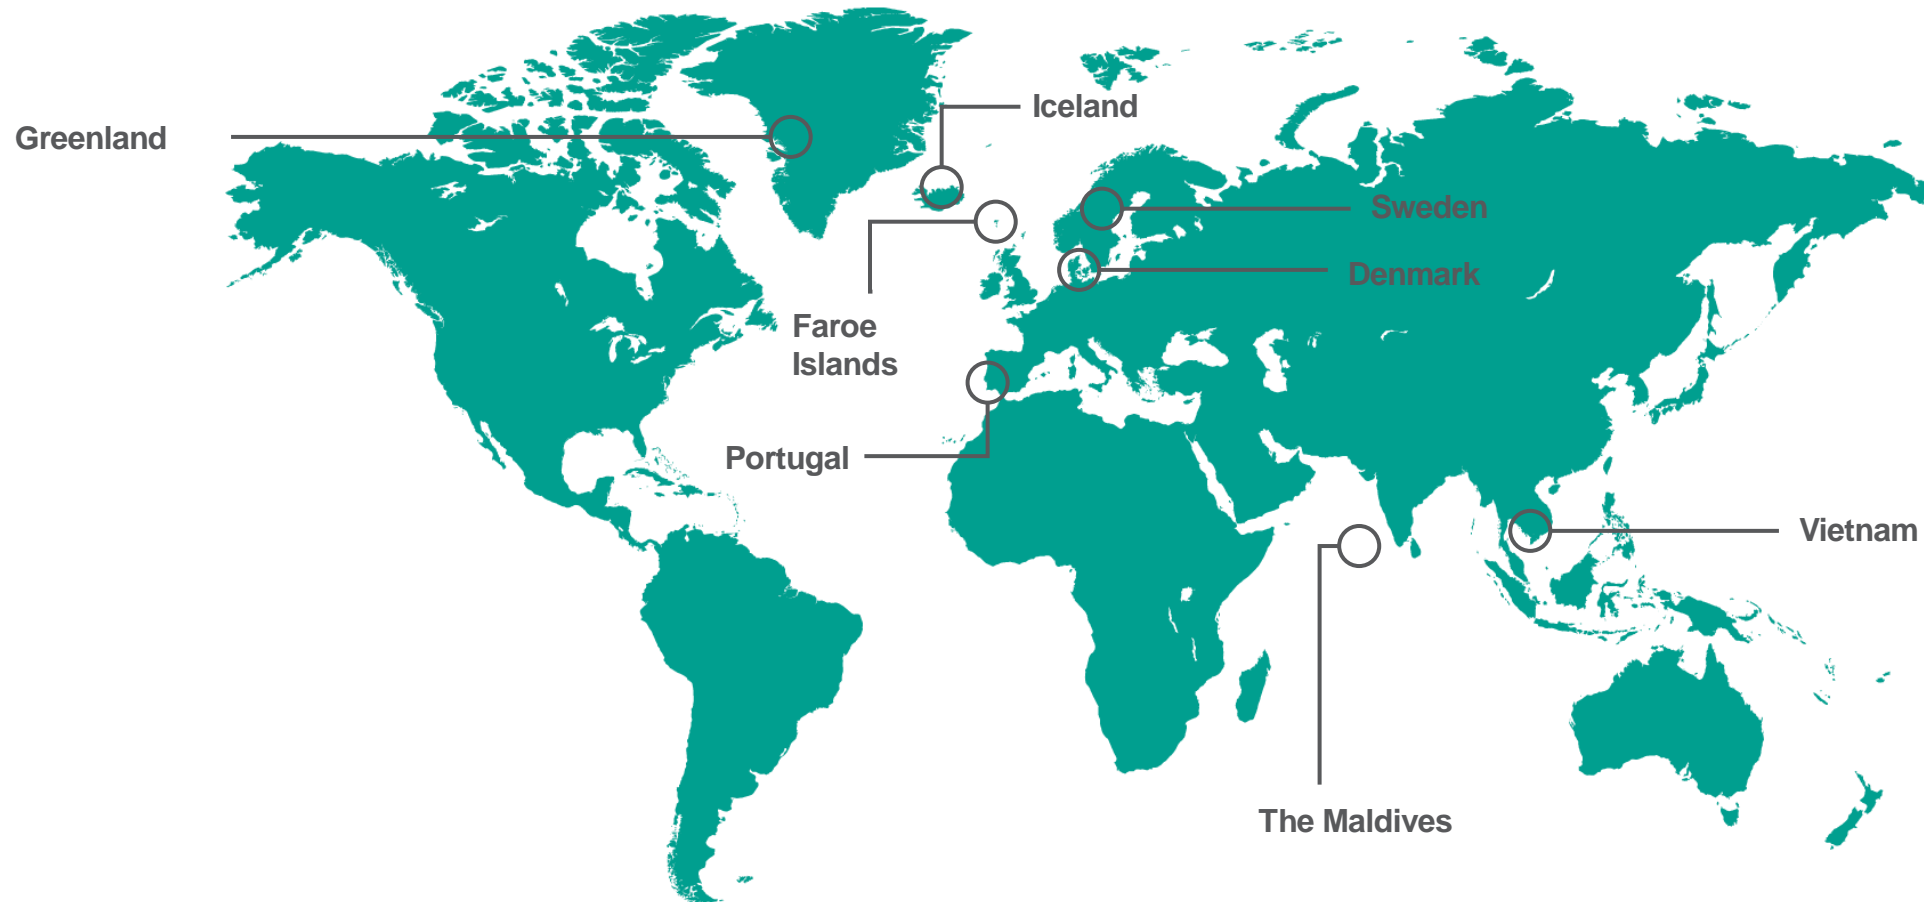 Iceland
Greenland
Sweden
Denmark
Faroe
Islands
Portugal
Vietnam
The Maldives